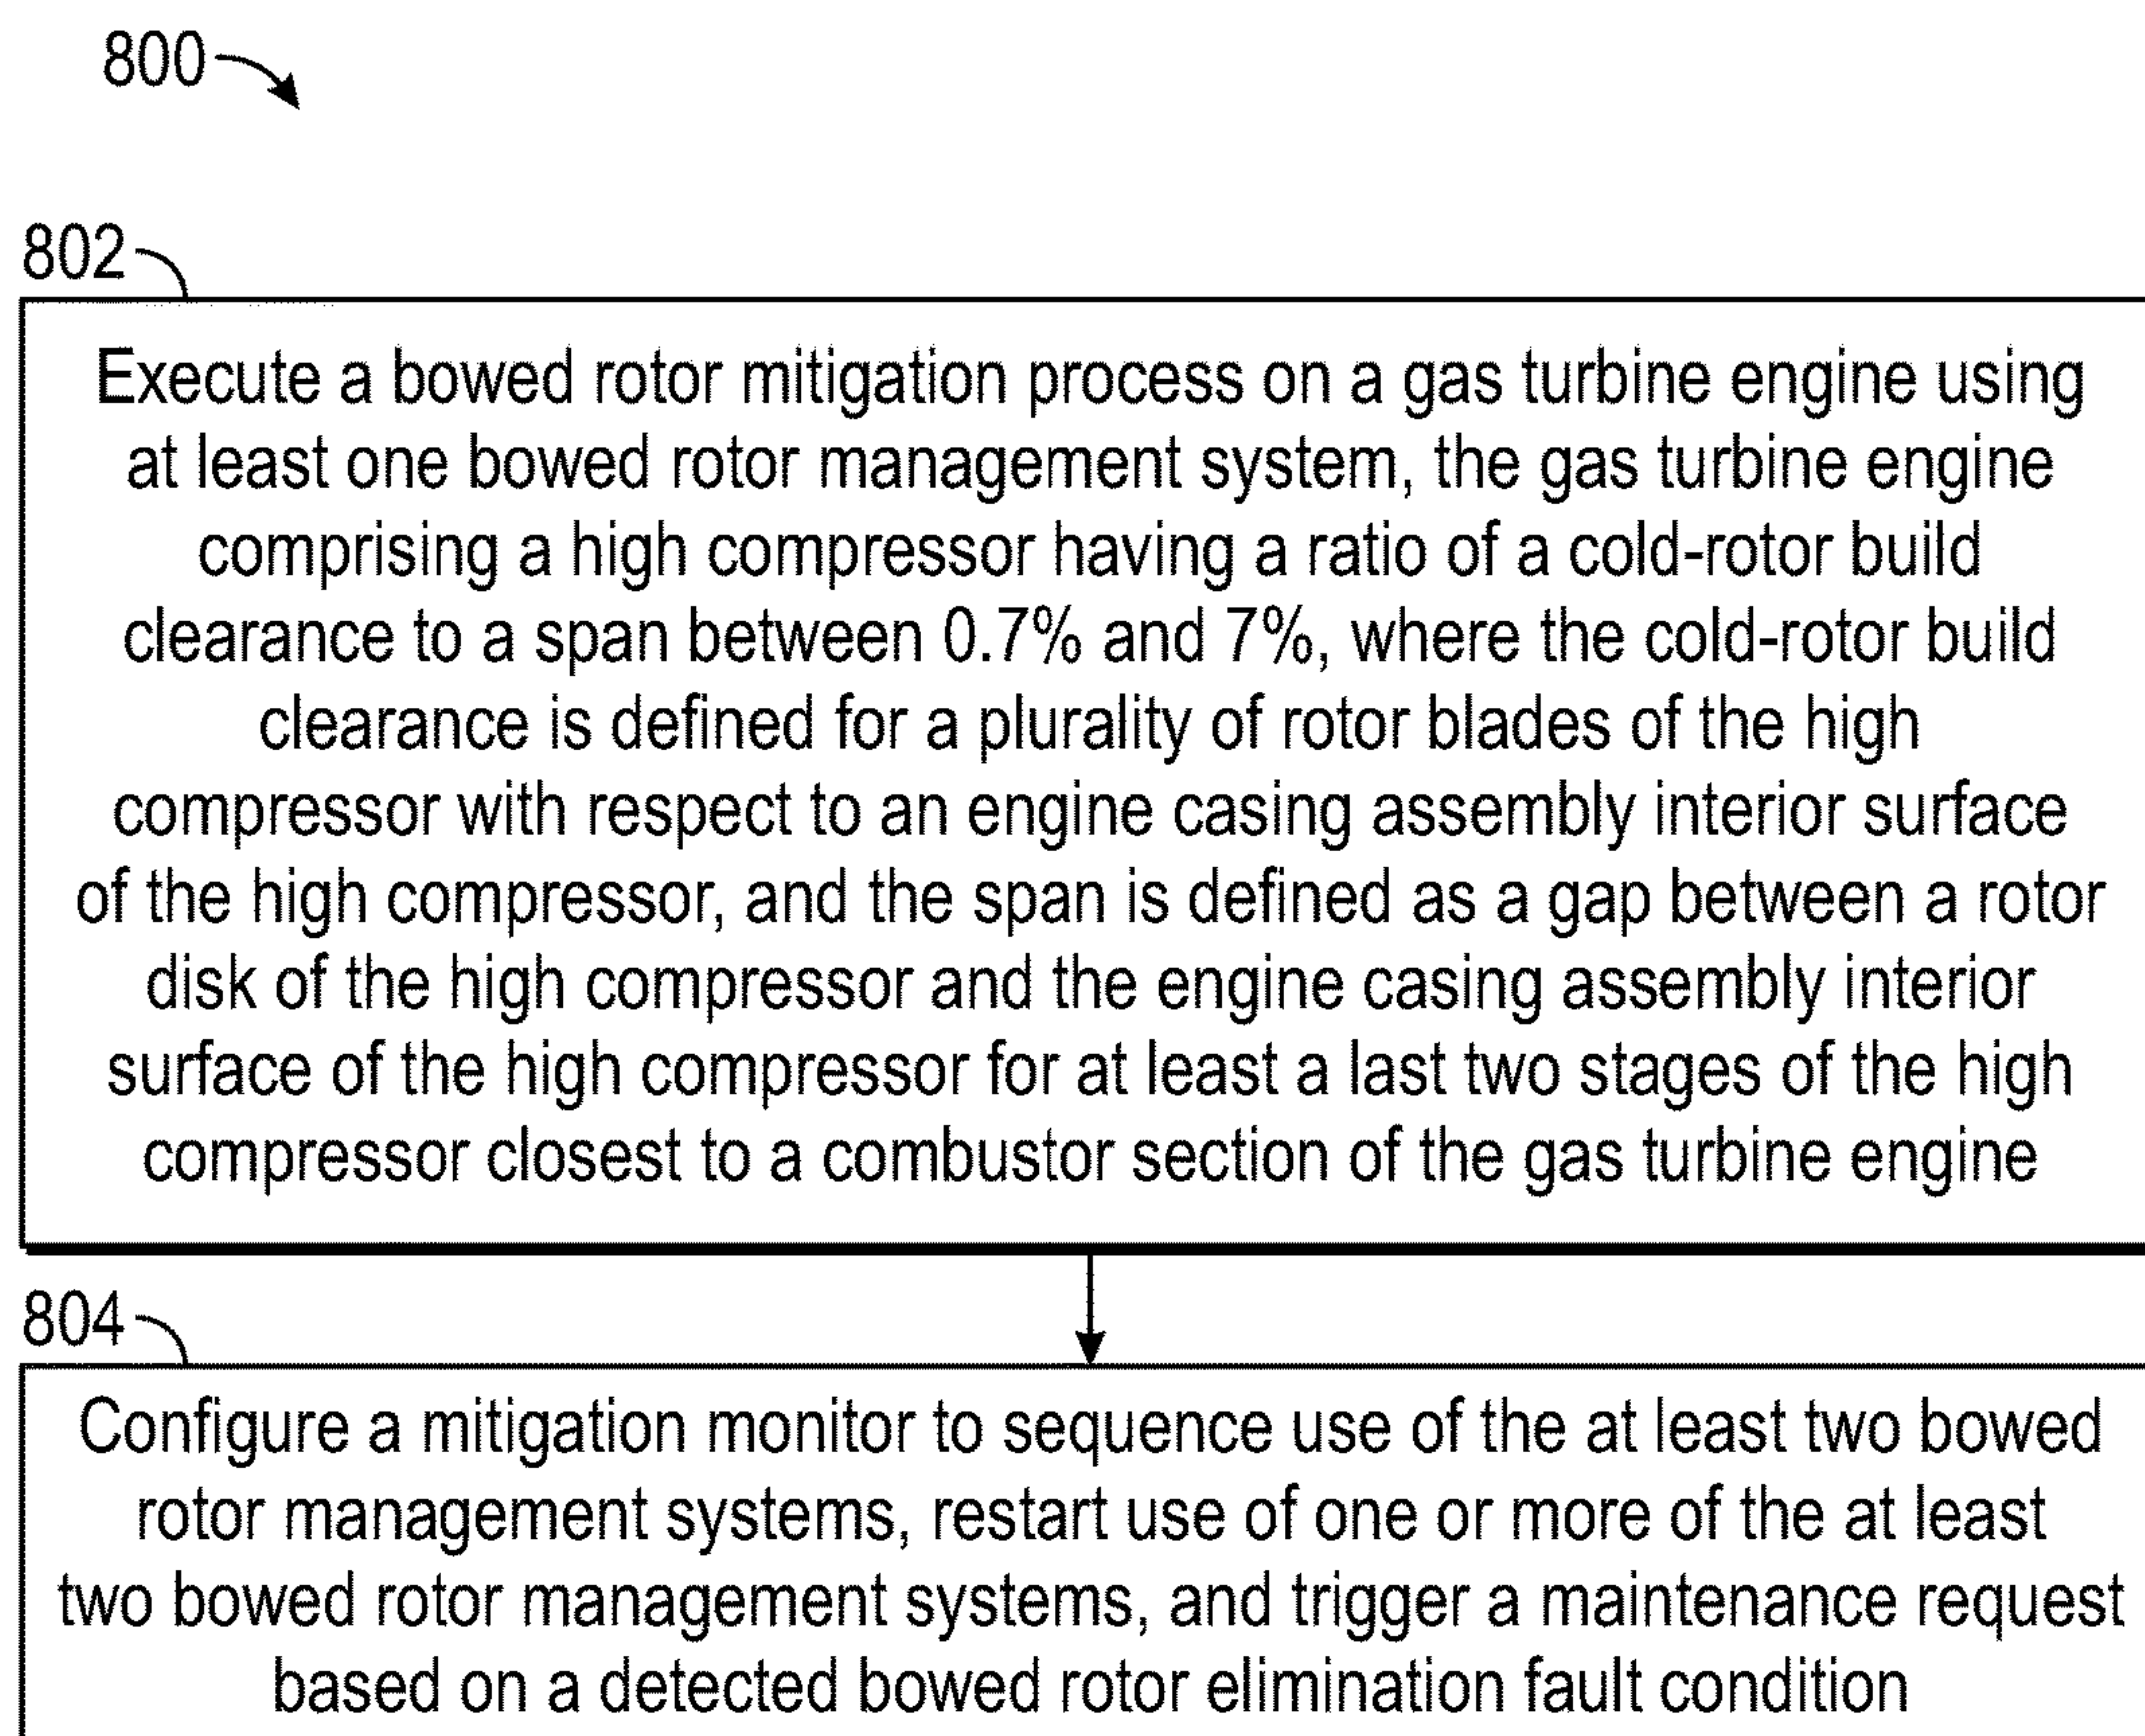 800
802
Execute a bowed rotor mitigation process on a gas turbine engine using
at least one bowed rotor management system, the gas turbine engine
comprising a high compressor having a ratio of a cold-rotor build
clearance to a span between 0.7% and 7%, where the cold-rotor build
clearance is defined for a plurality of rotor blades of the high
compressor with respect to an engine casing assembly interior surface
of the high compressor, and the span is defined as a gap between a rotor
disk of the high compressor and the engine casing assembly interior
surface of the high compressor for at least a last two stages of the high
compressor closest to a combustor section of the gas turbine engine
804
Configure a mitigation monitor to sequence use of the at least two bowed
rotor management systems, restart use of one or more of the at least
two bowed rotor management systems, and trigger a maintenance request
based on a detected bowed rotor elimination fault condition